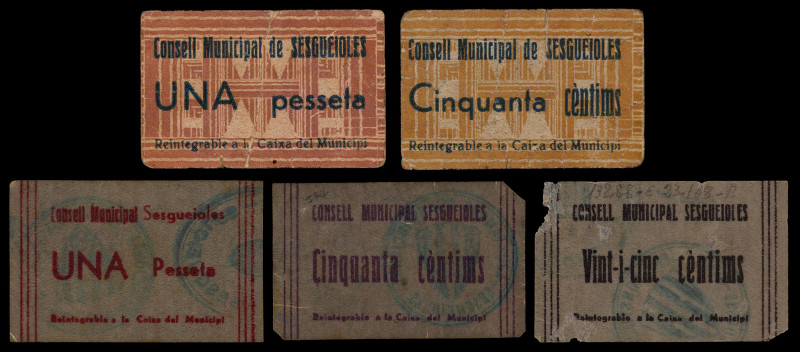 Consell Municipal de SESGUEIOLES
UNA pesseta
Reintegrable a la Caixa del Municipi
Consell Municipal de SESGUEIOLES
Cinquanta cèntims
Reintegrable a la Caixa del Municipi
Consell Municipal Sesgueioles
UNA Pesseta
Reintegrable a la Caixa del Municipi
CONSELL MUNICIPAL SESGUEIOLES
Cinquanta cèntims
Reintegrable a la Caixa del Municipi
CONSELL MUNICIPAL SESGUEIOLES
Vint-i-cinc cèntims
Reintegrable a la Caixa del Municipi